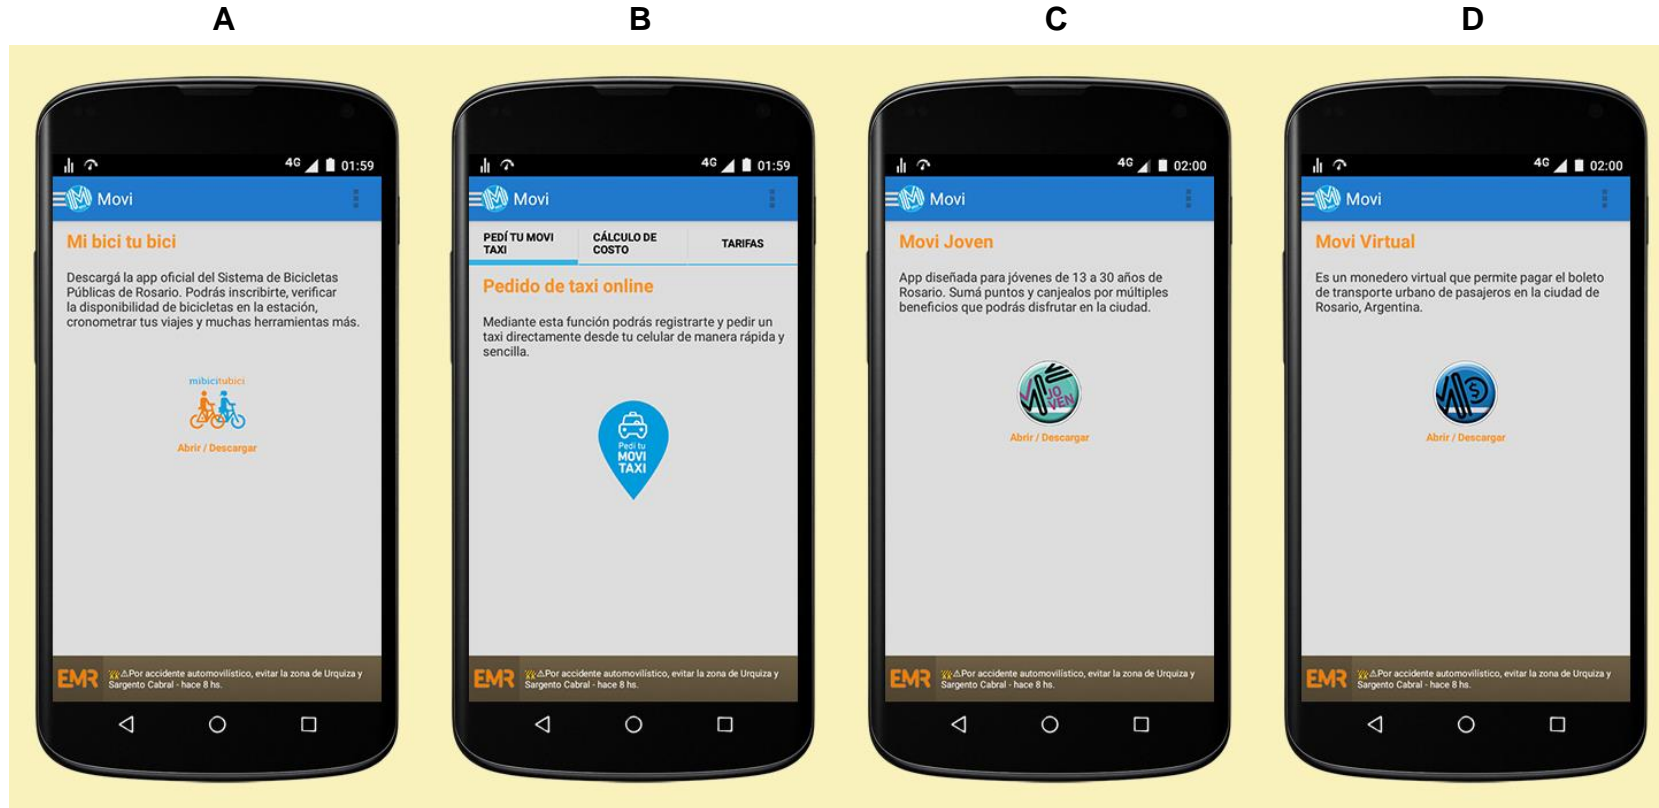 A
B
C
D
4G 01:59
Movi
Mi bici tu bici
Descargá la app oficial del Sistema de Bicicletas
Públicas de Rosario. Podrás inscribirte, verificar
la disponibilidad de bicicletas en la estación,
cronometrar tus viajes y muchas herramientas más.
mibicitubici
Abrir / Descargar
EMR
Por accidente automovilístico, evitar la zona de Urquiza y
Sargento Cabral - hace 8 hs.
4G 01:59
Movi
PEDÍ TU MOVI
TAXI
CÁLCULO DE
COSTO
TARIFAS
Pedido de taxi online
Mediante esta función podrás registrarte y pedir un
taxi directamente desde tu celular de manera rápida y
sencilla.
Pedí tu
MOVI
TAXI
EMR
Por accidente automovilístico, evitar la zona de Urquiza y
Sargento Cabral - hace 8 hs.
4G 02:00
Movi
Movi Joven
App diseñada para jóvenes de 13 a 30 años de
Rosario. Sumá puntos y canjealos por múltiples
beneficios que podrás disfrutar en la ciudad.
JO
VEN
Abrir / Descargar
EMR
Por accidente automovilístico, evitar la zona de Urquiza y
Sargento Cabral - hace 8 hs.
4G 02:00
Movi
Movi Virtual
Es un monedero virtual que permite pagar el boleto
de transporte urbano de pasajeros en la ciudad de
Rosario, Argentina.
$
Abrir / Descargar
EMR
Por accidente automovilístico, evitar la zona de Urquiza y
Sargento Cabral - hace 8 hs.